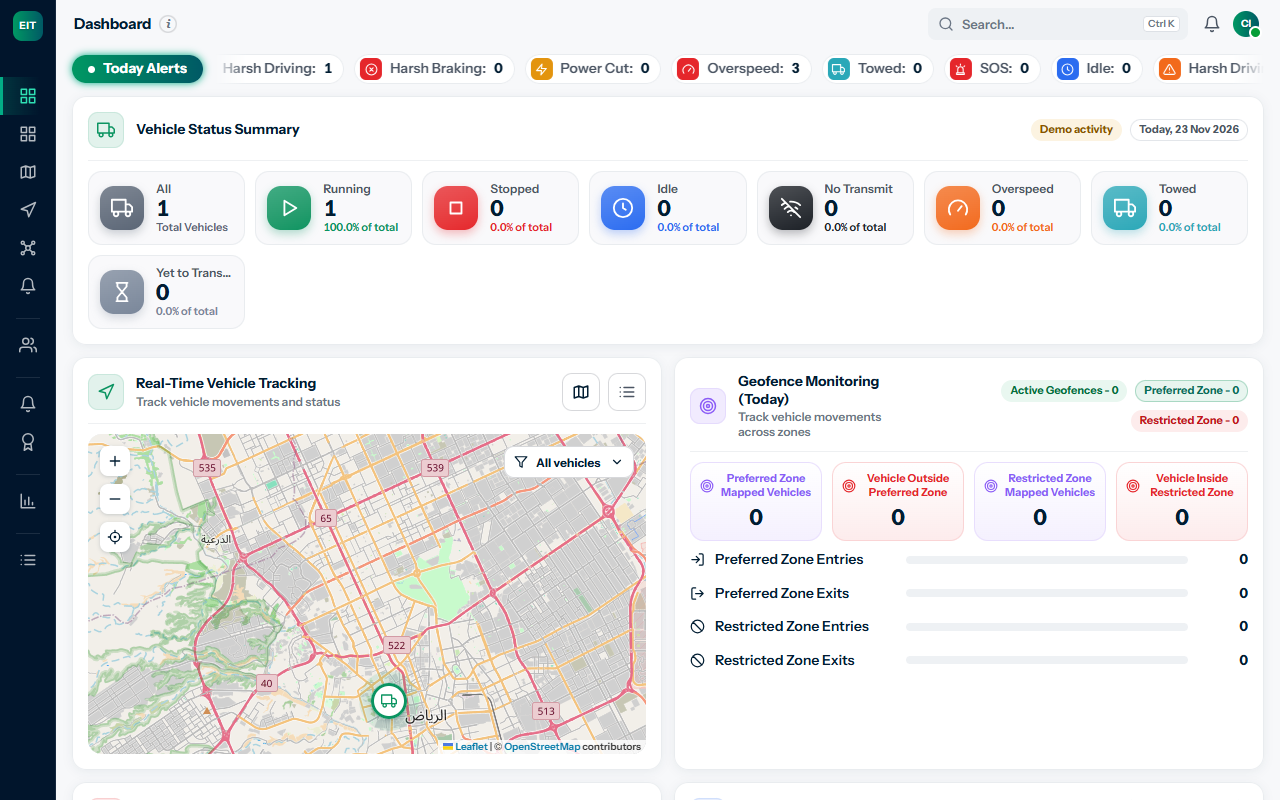 EIT
Dashboard
i
Search...
Ctrl K
CI
Today Alerts
Harsh Driving: 1
Harsh Braking: 0
Power Cut: 0
Overspeed: 3
Towed: 0
SOS: 0
Idle: 0
Harsh Drivi
Vehicle Status Summary
Demo activity
Today, 23 Nov 2026
All
1
Total Vehicles
Running
1
100.0% of total
Stopped
0
0.0% of total
Idle
0
0.0% of total
No Transmit
0
0.0% of total
Overspeed
0
0.0% of total
Towed
0
0.0% of total
Yet to Trans...
0
0.0% of total
Real-Time Vehicle Tracking
Track vehicle movements and status
+
−
All vehicles
535
539
65
الدرعية
522
40
الرياض
513
Leaflet | © OpenStreetMap contributors
Geofence Monitoring
(Today)
Track vehicle movements
across zones
Active Geofences - 0
Preferred Zone - 0
Restricted Zone - 0
Preferred Zone
Mapped Vehicles
0
Vehicle Outside
Preferred Zone
0
Restricted Zone
Mapped Vehicles
0
Vehicle Inside
Restricted Zone
0
Preferred Zone Entries 0
Preferred Zone Exits 0
Restricted Zone Entries 0
Restricted Zone Exits 0